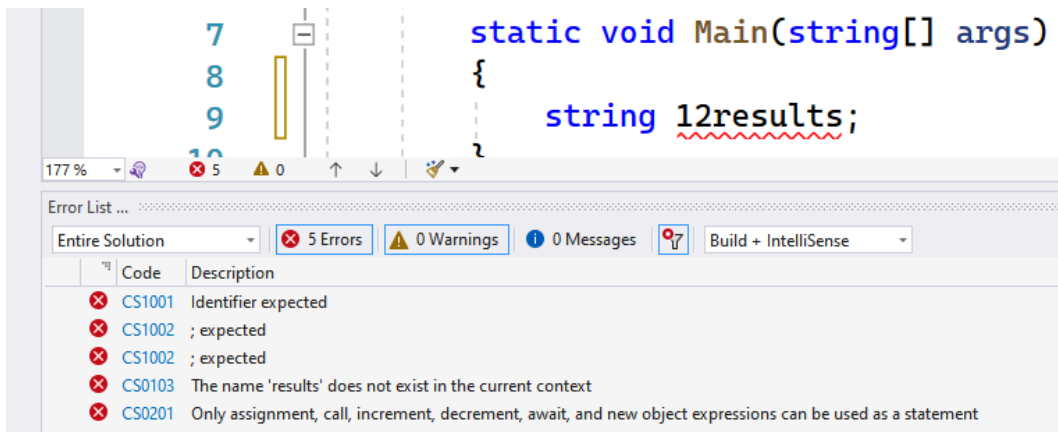 7 static void Main(string[] args)
8 {
9 string 12results;
10 }
177 % 5 0
Error List ...
Entire Solution 5 Errors 0 Warnings 0 Messages Build + IntelliSense
Code Description
CS1001 Identifier expected
CS1002 ; expected
CS1002 ; expected
CS0103 The name 'results' does not exist in the current context
CS0201 Only assignment, call, increment, decrement, await, and new object expressions can be used as a statement